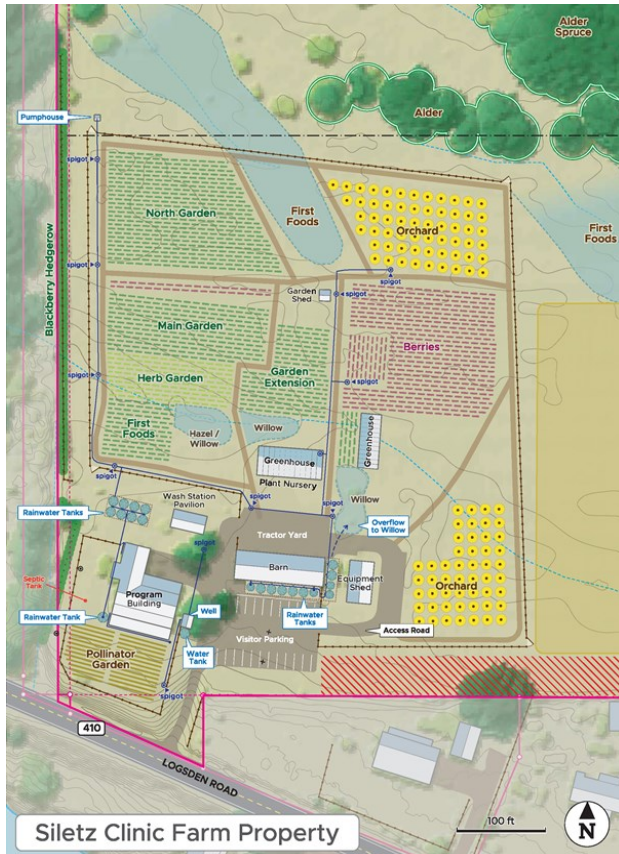 Alder
Spruce
Pumphouse
Alder
spigot
North Garden
First
Foods
Orchard
First
Foods
spigot
spigot
Garden
Shed
spigot
Blackberry Hedgerow
Main Garden
Berries
Herb Garden
Garden
Extension
spigot
spigot
First
Foods
Hazel /
Willow
Willow
Greenhouse
Greenhouse
Plant Nursery
spigot
Wash Station
Pavilion
spigot
spigot
Willow
Rainwater Tanks
Tractor Yard
Overflow
to Willow
spigot
Barn
Septic
Tank
Program
Building
Equipment
Shed
Orchard
Rainwater Tank
Well
Rainwater
Tanks
Visitor Parking
Access Road
Pollinator
Garden
Water
Tank
spigot
410
LOGSDEN ROAD
100 ft
N
Siletz Clinic Farm Property